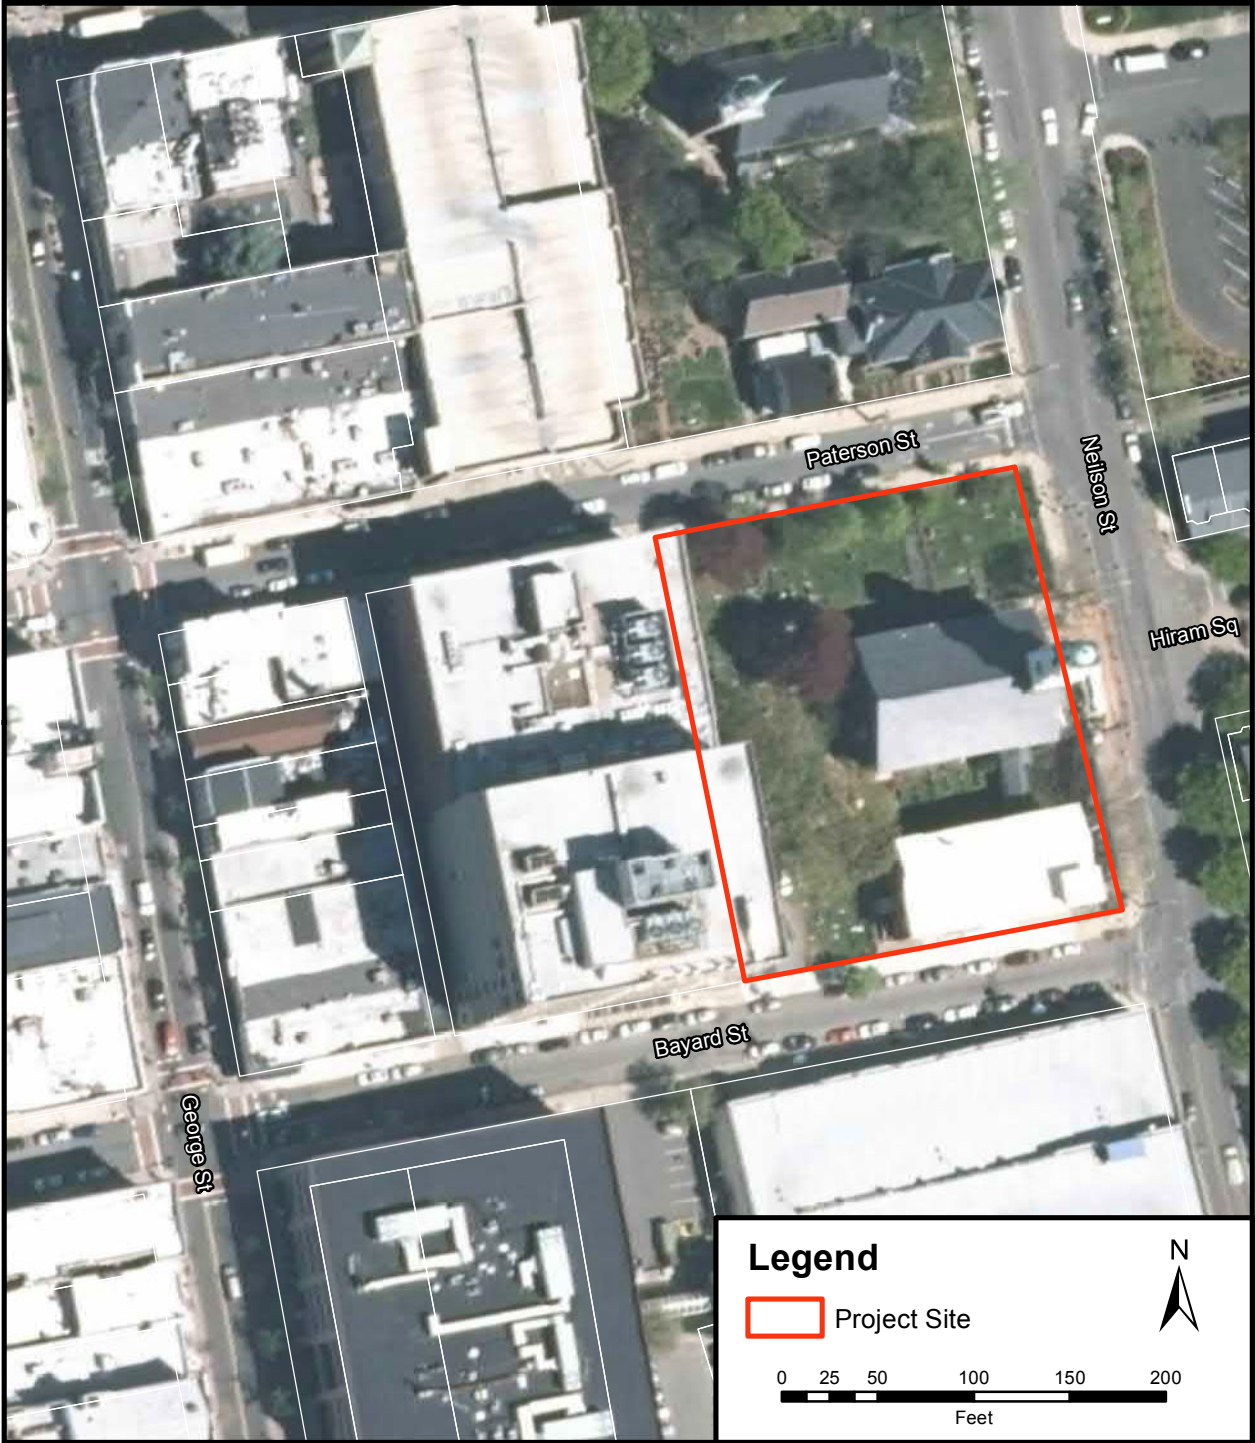 Paterson St
Neilson St
Hiram Sq
Bayard St
George St
Legend
N
Project Site
0 25 50 100 150 200
Feet